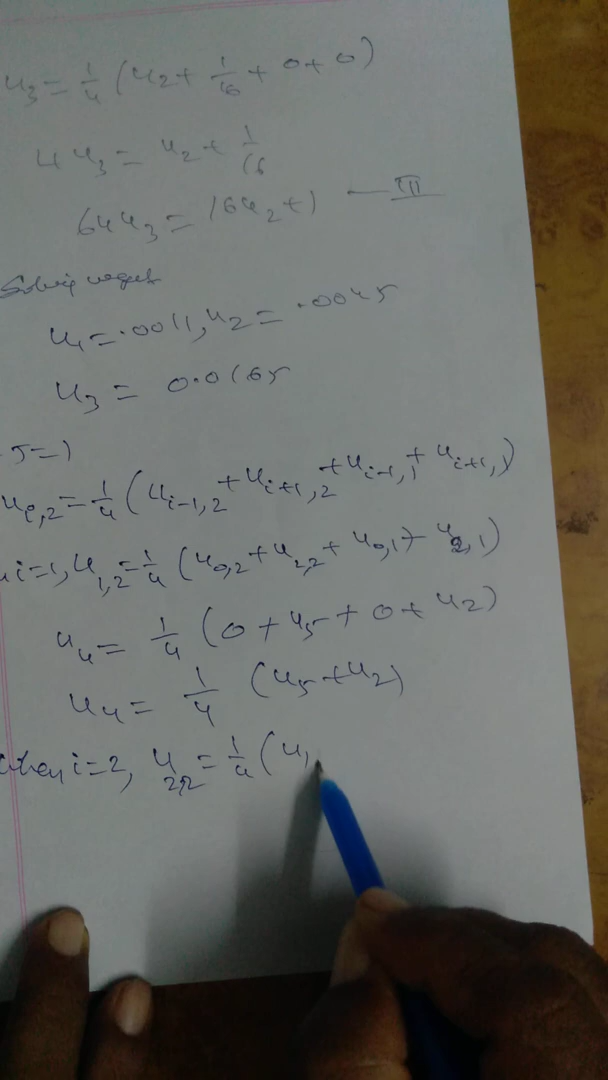 u₃ = 1/4 (u₂ + 1/16 + 0 + 0)
4u₃ = u₂ + 1/16
64u₃ = 16u₂ + 1 — III
Solving we get
u₁ = .0011, u₂ = .0045
u₃ = 0.0165
j=1
uᵢ,₂ = 1/4 (uᵢ₋₁,₂ + uᵢ₊₁,₂ + uᵢ₋₁,₁ + uᵢ₊₁,₁)
i=1, u₁,₂ = 1/4 (u₀,₂ + u₂,₂ + u₀,₁ + u₂,₁)
u₄ = 1/4 (0 + u₅ + 0 + u₂)
u₄ = 1/4 (u₅ + u₂)
when i=2, u₂,₂ = 1/4 (u₁